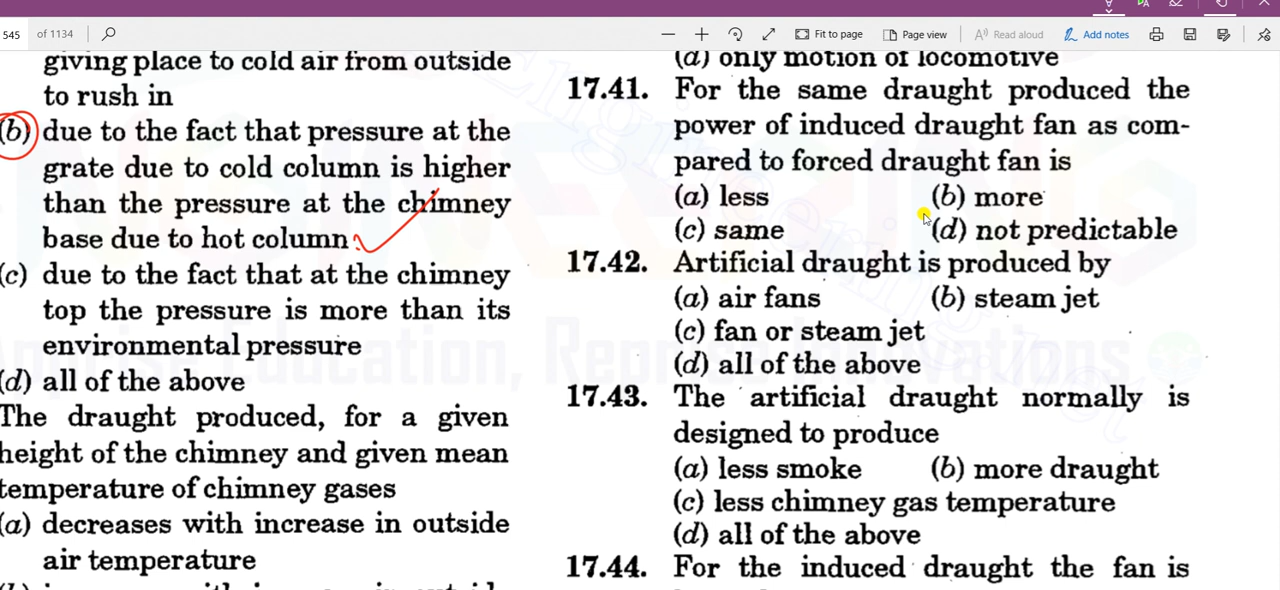 545 of 1134 Fit to page Page view Read aloud Add notes
giving place to cold air from outside
to rush in
(b) due to the fact that pressure at the
grate due to cold column is higher
than the pressure at the chimney
base due to hot column
(c) due to the fact that at the chimney
top the pressure is more than its
environmental pressure
(d) all of the above
The draught produced, for a given
height of the chimney and given mean
temperature of chimney gases
(a) decreases with increase in outside
air temperature
(d) only motion of locomotive
17.41. For the same draught produced the
power of induced draught fan as com-
pared to forced draught fan is
(a) less (b) more
(c) same (d) not predictable
17.42. Artificial draught is produced by
(a) air fans (b) steam jet
(c) fan or steam jet
(d) all of the above
17.43. The artificial draught normally is
designed to produce
(a) less smoke (b) more draught
(c) less chimney gas temperature
(d) all of the above
17.44. For the induced draught the fan is